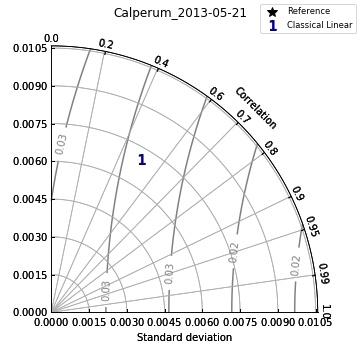 Calperum_2013-05-21
Reference
1 Classical Linear
0.0 0.2 0.4 0.6 0.7 0.8 0.9 0.95 0.99 1.0
Correlation
0.0105
0.0090
0.0075
0.0060
0.0045
0.0030
0.0015
0.0000
0.03
1
0.03
0.03
0.02
0.02
0.0000 0.0015 0.0030 0.0045 0.0060 0.0075 0.0090 0.0105
Standard deviation